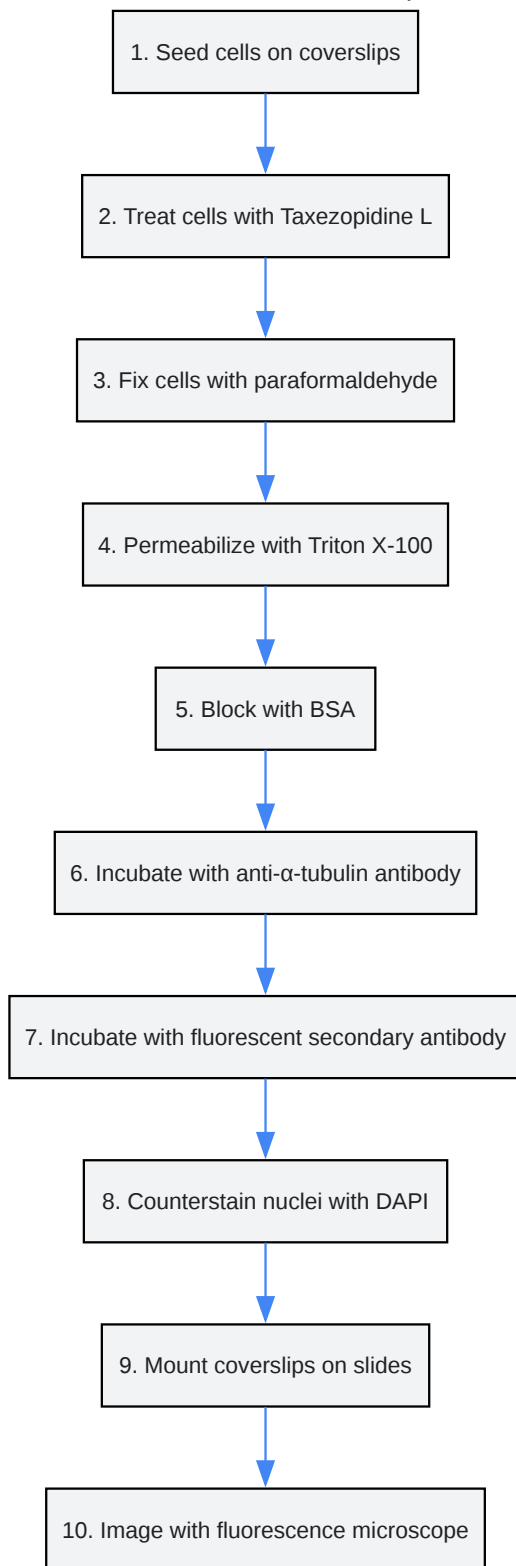 1. Seed cells on coverslips
2. Treat cells with Taxezopidine L
3. Fix cells with paraformaldehyde
4. Permeabilize with Triton X-100
5. Block with BSA
6. Incubate with anti-α-tubulin antibody
7. Incubate with fluorescent secondary antibody
8. Counterstain nuclei with DAPI
9. Mount coverslips on slides
10. Image with fluorescence microscope